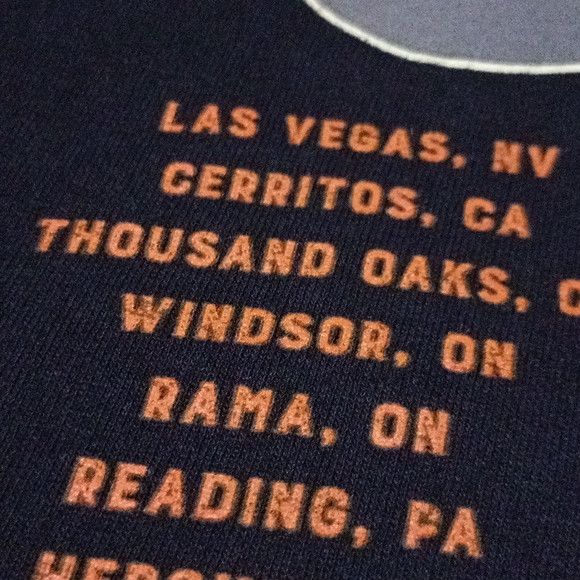 LAS VEGAS, NV
CERRITOS, CA
THOUSAND OAKS, C
WINDSOR, ON
RAMA, ON
READING, PA